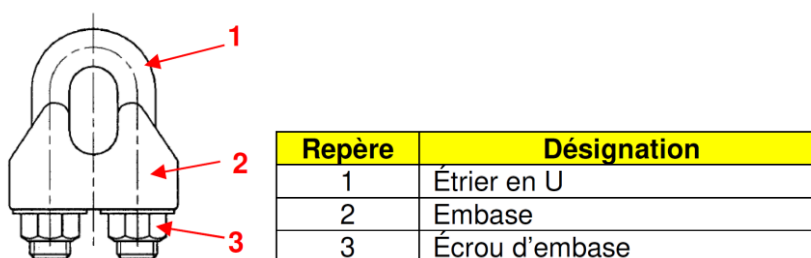 1
2
3
Repère Désignation
1 Étrier en U
2 Embase
3 Écrou d'embase